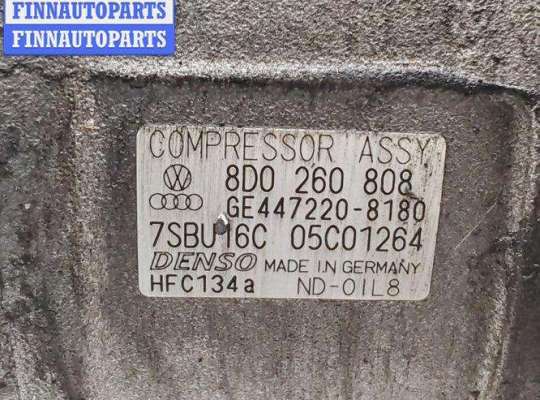 FINNAUTOPARTS
FINNAUTOPARTS
COMPRESSOR ASSY
8D0 260 808
GE447220-8180
7SBU16C 05C01264
DENSO MADE IN GERMANY
HFC134a ND-OIL8